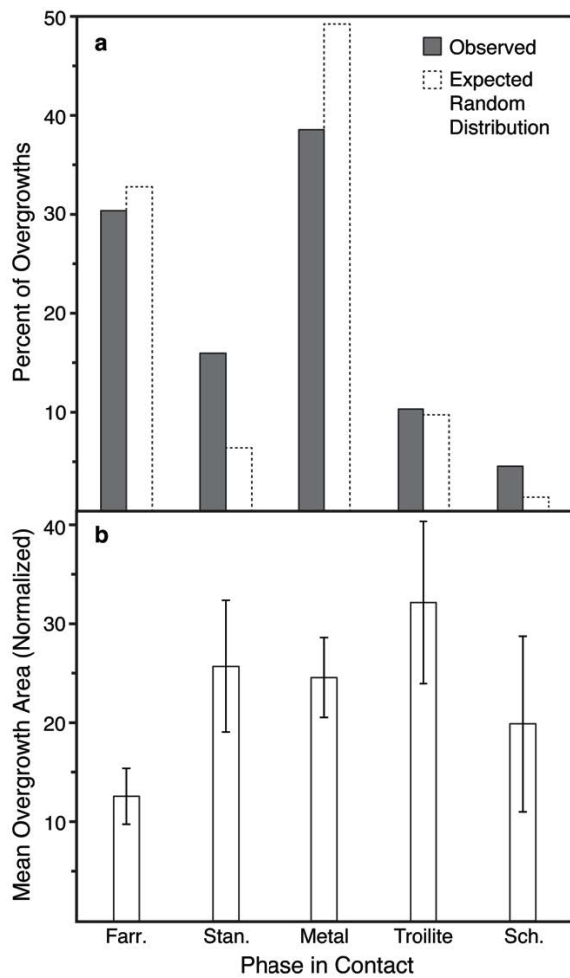 50
a
Observed
Expected
Random
Distribution
40
30
20
10
Percent of Overgrowths
b
40
30
20
10
Mean Overgrowth Area (Normalized)
Farr. Stan. Metal Troilite Sch.
Phase in Contact